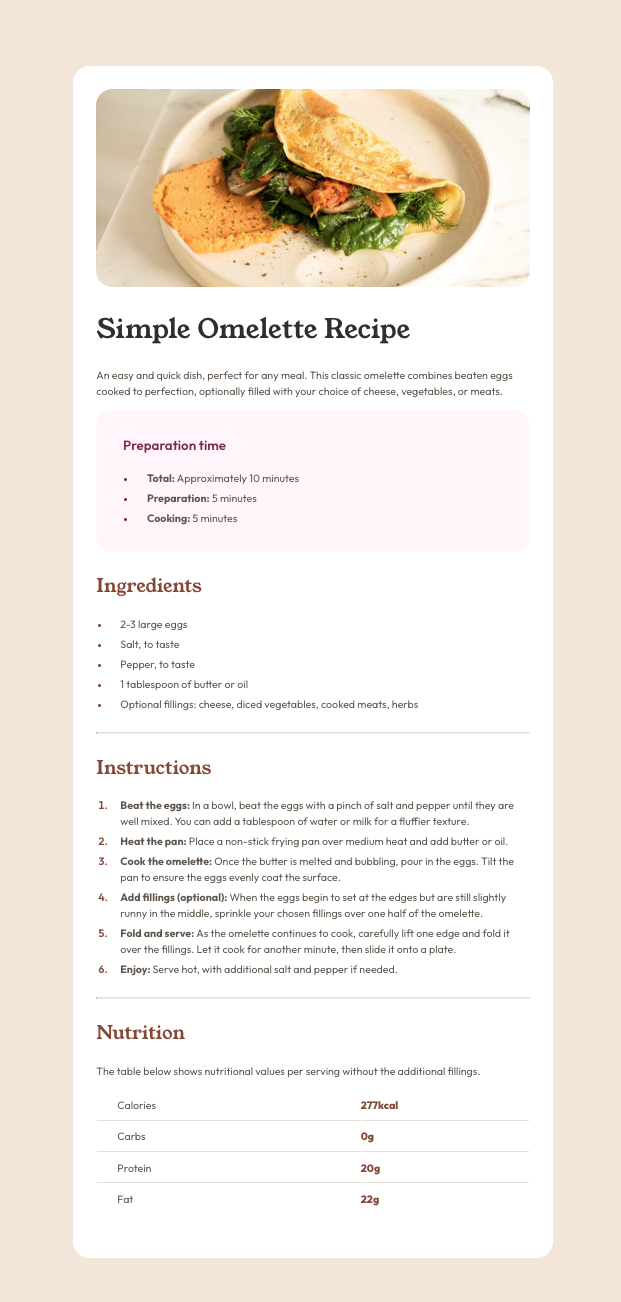 Simple Omelette Recipe
An easy and quick dish, perfect for any meal. This classic omelette combines beaten eggs
cooked to perfection, optionally filled with your choice of cheese, vegetables, or meats.
Preparation time
• Total: Approximately 10 minutes
• Preparation: 5 minutes
• Cooking: 5 minutes
Ingredients
• 2-3 large eggs
• Salt, to taste
• Pepper, to taste
• 1 tablespoon of butter or oil
• Optional fillings: cheese, diced vegetables, cooked meats, herbs
Instructions
1. Beat the eggs: In a bowl, beat the eggs with a pinch of salt and pepper until they are
well mixed. You can add a tablespoon of water or milk for a fluffier texture.
2. Heat the pan: Place a non-stick frying pan over medium heat and add butter or oil.
3. Cook the omelette: Once the butter is melted and bubbling, pour in the eggs. Tilt the
pan to ensure the eggs evenly coat the surface.
4. Add fillings (optional): When the eggs begin to set at the edges but are still slightly
runny in the middle, sprinkle your chosen fillings over one half of the omelette.
5. Fold and serve: As the omelette continues to cook, carefully lift one edge and fold it
over the fillings. Let it cook for another minute, then slide it onto a plate.
6. Enjoy: Serve hot, with additional salt and pepper if needed.
Nutrition
The table below shows nutritional values per serving without the additional fillings.
Calories 277kcal
Carbs 0g
Protein 20g
Fat 22g